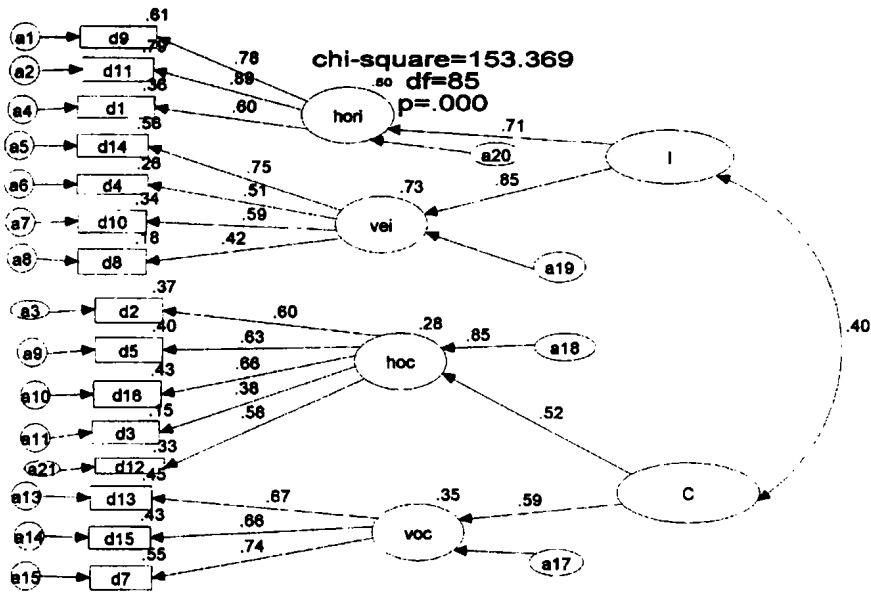 .61
a1 d9
.79 .78
a2 d11
chi-square=153.369
.36 .89 .60 df=85
a4 d1 .60 hori p=.000
.58
a5 d14 .71
a20 I
.26 .75
a6 d4 .73 .85
.34 .51
a7 d10 .59 vei
.18
a8 d8 .42 a19
.37
a3 d2 .60
.40 .28 .85 .40
a9 d5 .63 hoc a18
.43 .66
a10 d16 .38
.15 .52
a11 d3 .58
.33
a21 d12
.45
a13 d13 .67 .35 .59 C
.43
a14 d15 .66 voc
.55 .74
a15 d7 a17